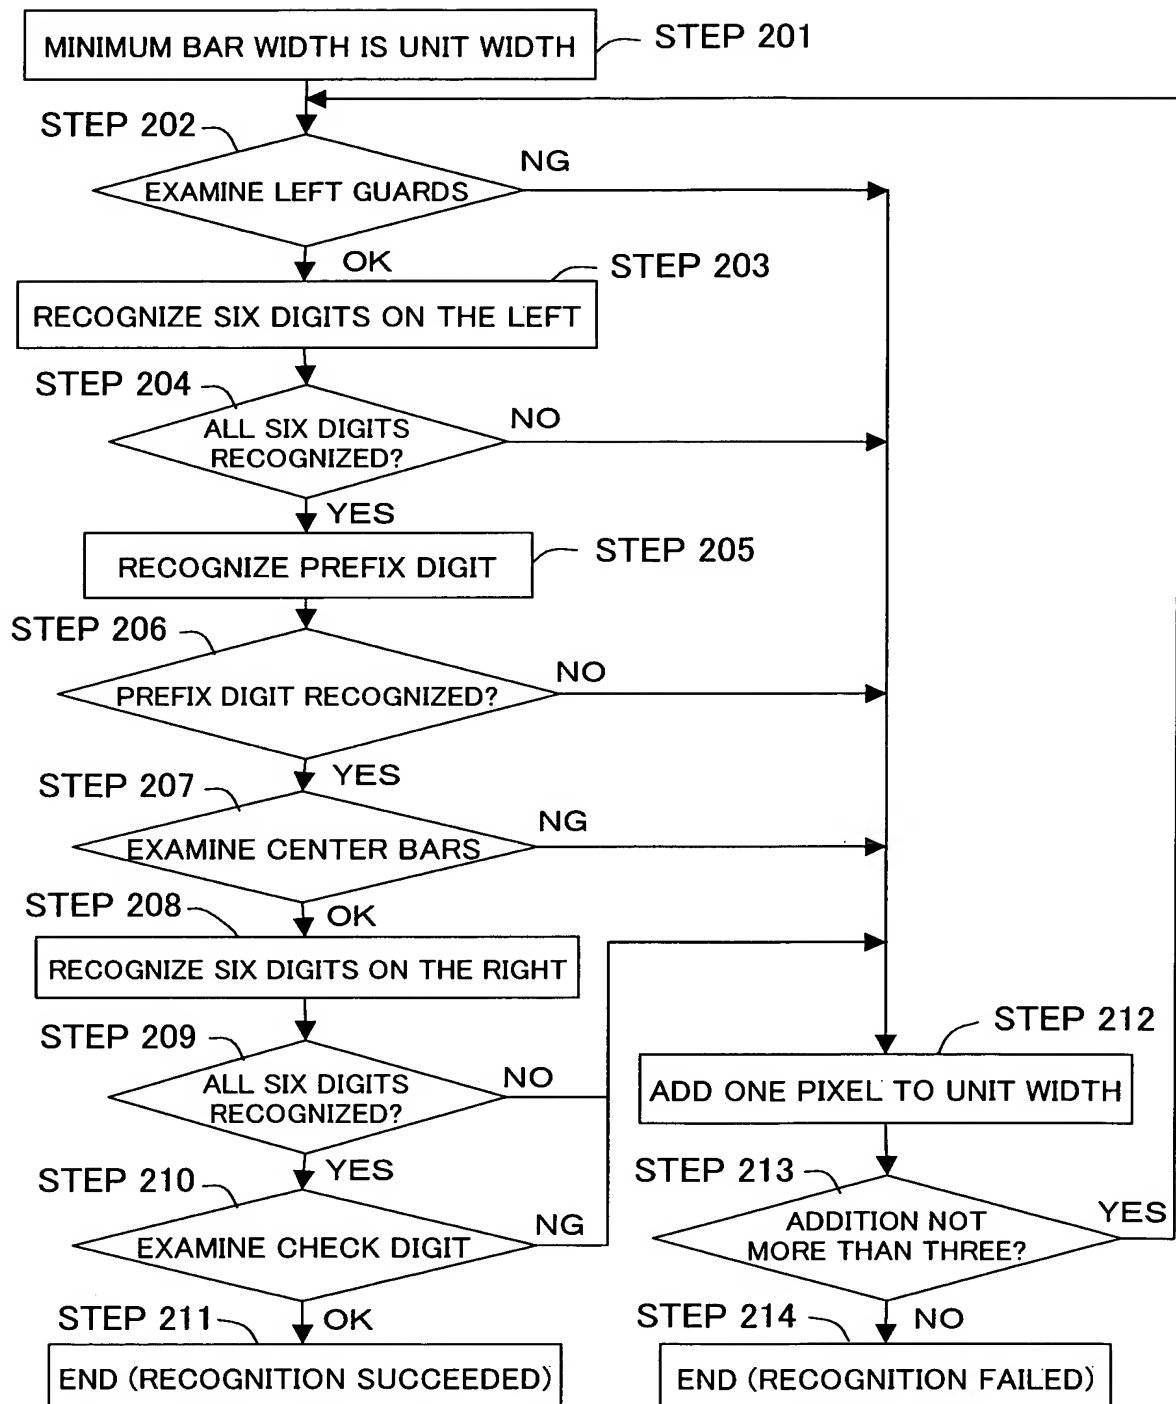 MINIMUM BAR WIDTH IS UNIT WIDTH
STEP 201
STEP 202
NG
EXAMINE LEFT GUARDS
OK
STEP 203
RECOGNIZE SIX DIGITS ON THE LEFT
STEP 204
NO
ALL SIX DIGITS
RECOGNIZED?
YES
STEP 205
RECOGNIZE PREFIX DIGIT
STEP 206
NO
PREFIX DIGIT RECOGNIZED?
YES
STEP 207
NG
EXAMINE CENTER BARS
STEP 208
OK
RECOGNIZE SIX DIGITS ON THE RIGHT
STEP 209
NO
ALL SIX DIGITS
RECOGNIZED?
YES
STEP 210
NG
EXAMINE CHECK DIGIT
STEP 211
OK
END (RECOGNITION SUCCEEDED)
STEP 212
ADD ONE PIXEL TO UNIT WIDTH
STEP 213
YES
ADDITION NOT
MORE THAN THREE?
STEP 214
NO
END (RECOGNITION FAILED)